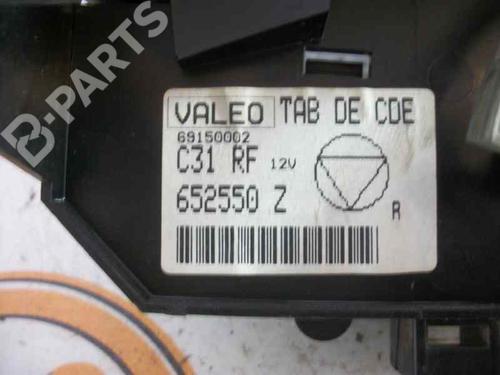 B-PARTS
VALEO TAB DE CDE
69150002
C31 RF 12V
652550 Z
R